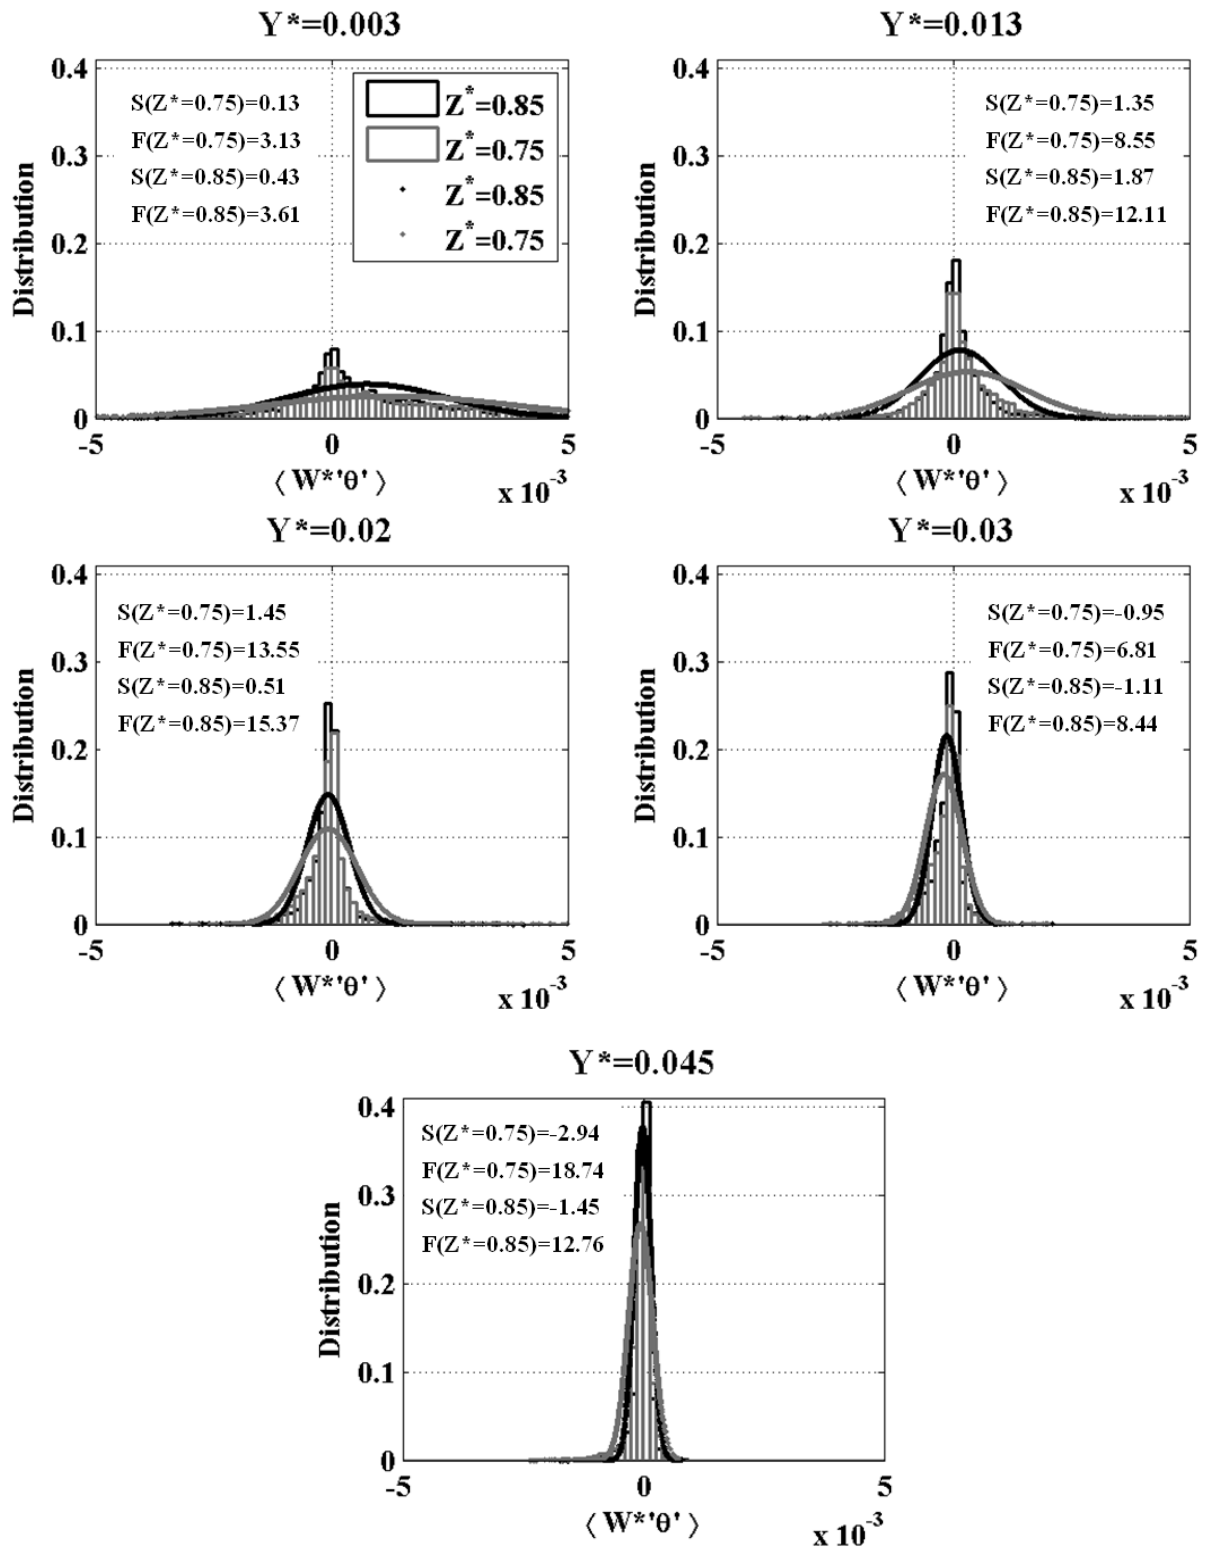 Y*=0.003
0.4
0.3
0.2
0.1
0
Distribution
S(Z*=0.75)=0.13
F(Z*=0.75)=3.13
S(Z*=0.85)=0.43
F(Z*=0.85)=3.61
Z*=0.85
Z*=0.75
Z*=0.85
Z*=0.75
-5 0 5
⟨ W*'θ' ⟩
x 10-3
Y*=0.013
0.4
0.3
0.2
0.1
0
Distribution
S(Z*=0.75)=1.35
F(Z*=0.75)=8.55
S(Z*=0.85)=1.87
F(Z*=0.85)=12.11
-5 0 5
⟨ W*'θ' ⟩
x 10-3
Y*=0.02
0.4
0.3
0.2
0.1
0
Distribution
S(Z*=0.75)=1.45
F(Z*=0.75)=13.55
S(Z*=0.85)=0.51
F(Z*=0.85)=15.37
-5 0 5
⟨ W*'θ' ⟩
x 10-3
Y*=0.03
0.4
0.3
0.2
0.1
0
Distribution
S(Z*=0.75)=-0.95
F(Z*=0.75)=6.81
S(Z*=0.85)=-1.11
F(Z*=0.85)=8.44
-5 0 5
⟨ W*'θ' ⟩
x 10-3
Y*=0.045
0.4
0.3
0.2
0.1
0
Distribution
S(Z*=0.75)=-2.94
F(Z*=0.75)=18.74
S(Z*=0.85)=-1.45
F(Z*=0.85)=12.76
-5 0 5
⟨ W*'θ' ⟩
x 10-3